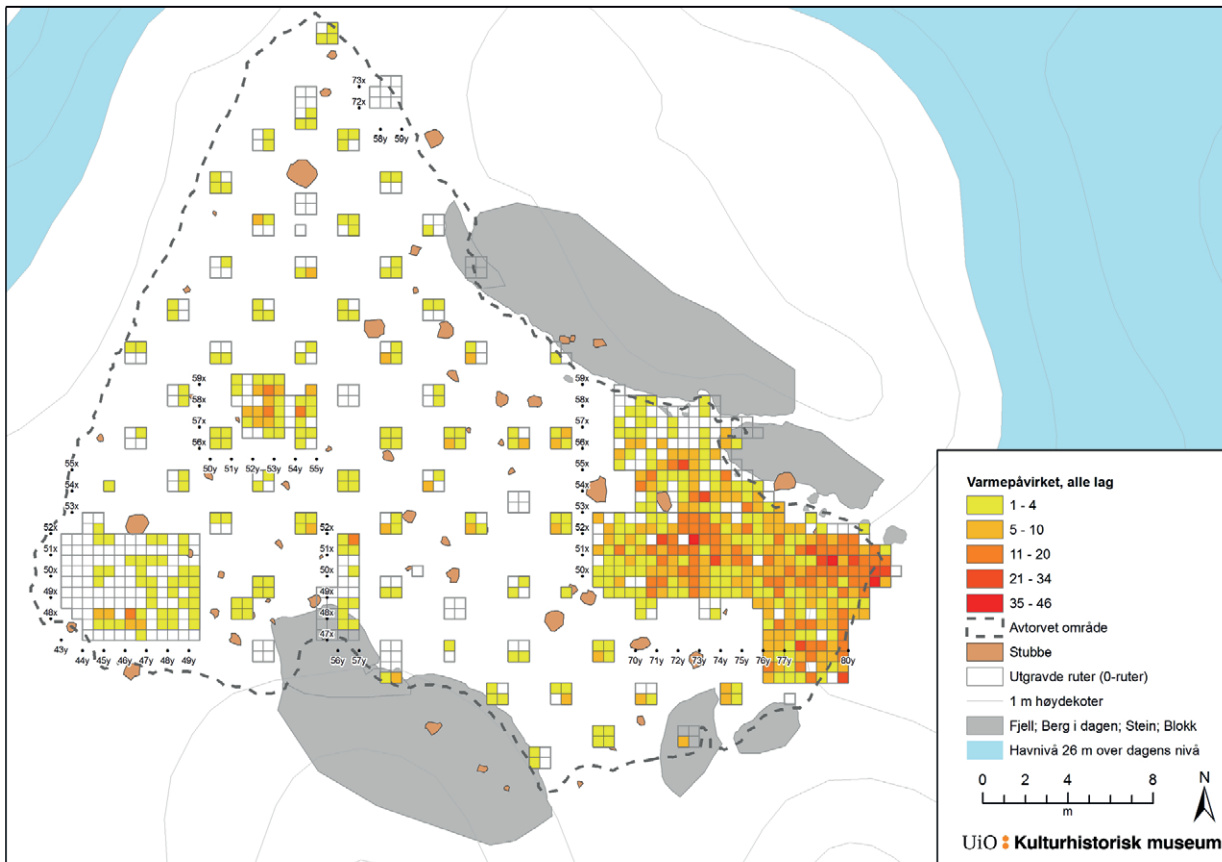 73x
72x
58y 59y
59x
58x
57x
56x
50y 51y 52y 53y 54y 55y
59x
58x
57x
56x
55x
54x
53x
52x
51x
50x
55x
54x
53x
52x
51x
50x
49x
48x
43y
44y 45y 46y 47y 48y 49y
52x
51x
50x
49x
48x
47x
56y 57y
70y 71y 72y 73y 74y 75y 76y 77y 80y
Varmepåvirket, alle lag
1 - 4
5 - 10
11 - 20
21 - 34
35 - 46
Avtorvet område
Stubbe
Utgravde ruter (0-ruter)
1 m høydekoter
Fjell; Berg i dagen; Stein; Blokk
Havnivå 26 m over dagens nivå
0 2 4 8
m
N
UiO Kulturhistorisk museum